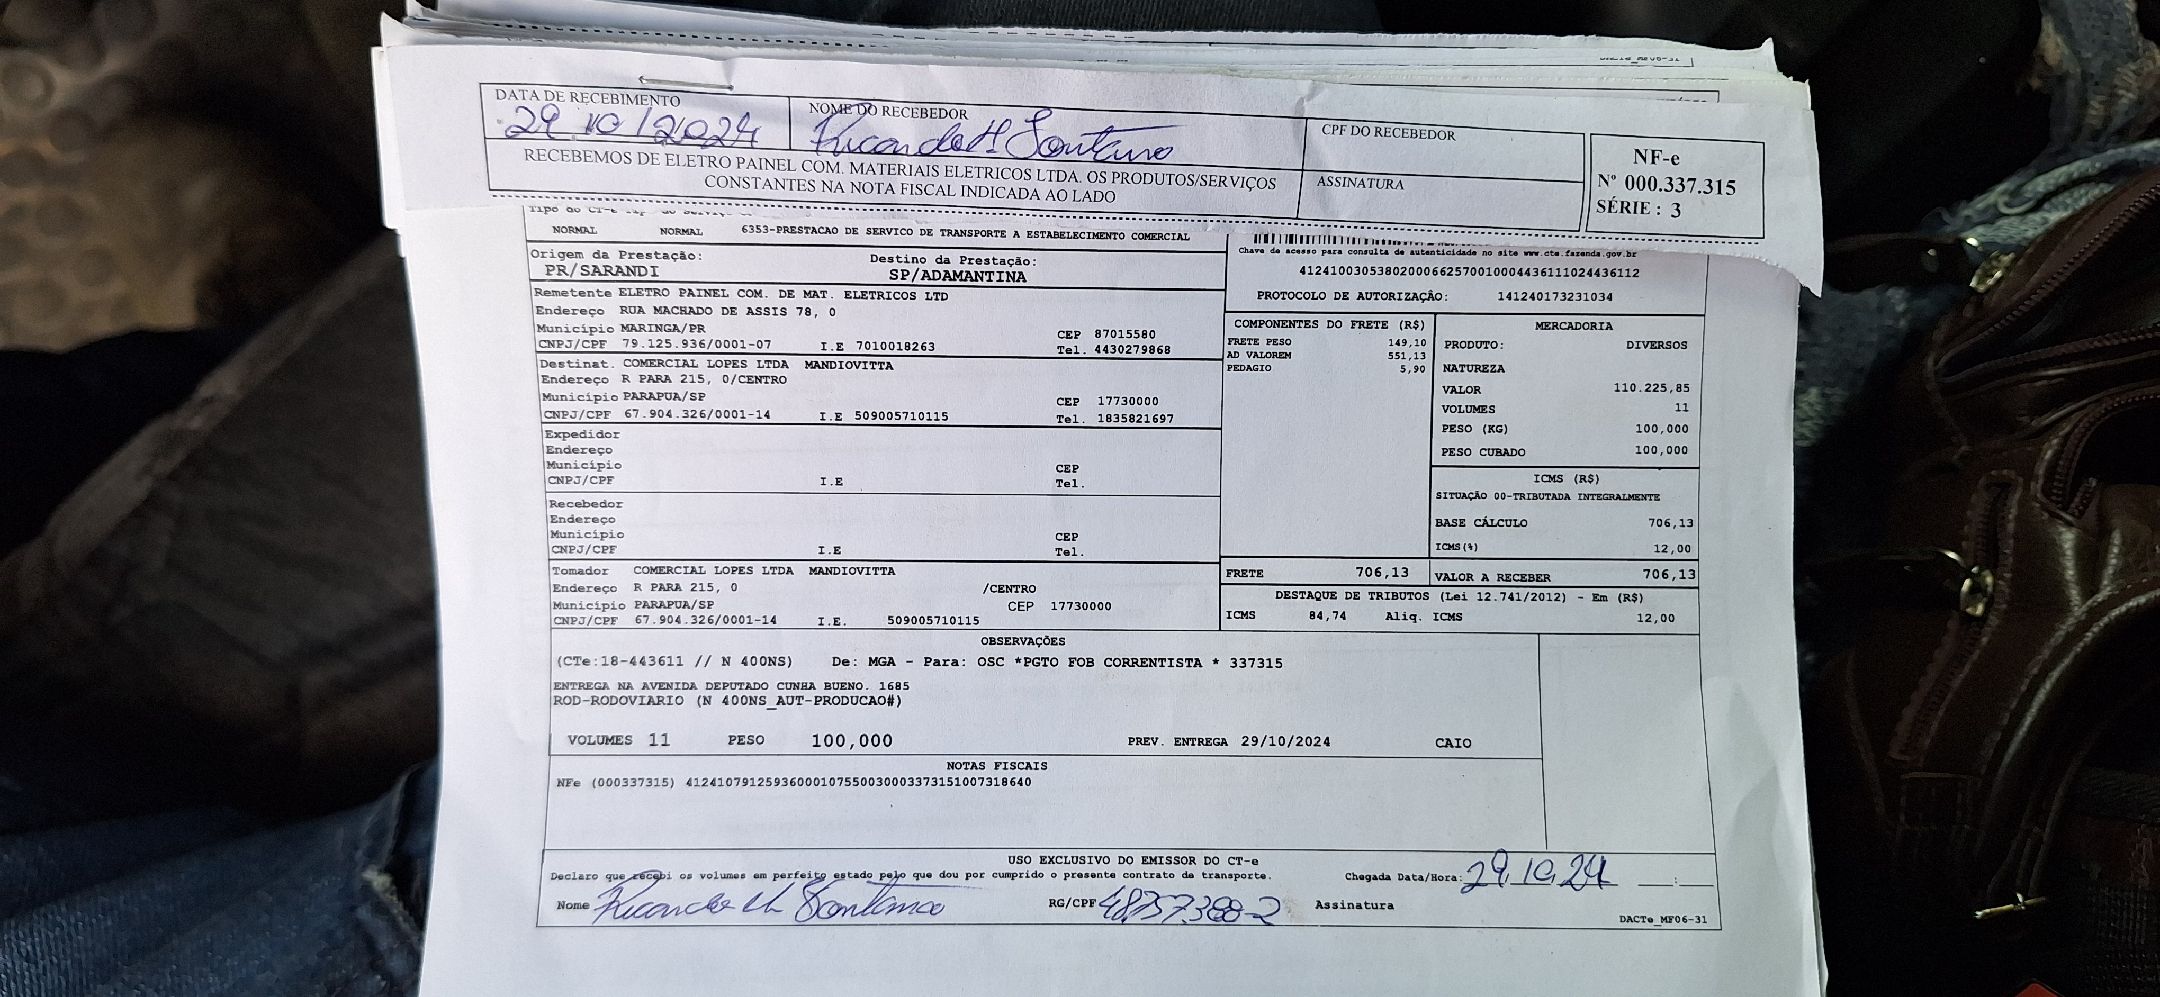 DATA DE RECEBIMENTO
29 10/2024
NOME DO RECEBEDOR
Ricardo H. Santana
CPF DO RECEBEDOR
ASSINATURA
RECEBEMOS DE ELETRO PAINEL COM. MATERIAIS ELETRICOS LTDA. OS PRODUTOS/SERVIÇOS
CONSTANTES NA NOTA FISCAL INDICADA AO LADO
NF-e
Nº 000.337.315
SÉRIE : 3
NORMAL NORMAL 6353-PRESTACAO DE SERVICO DE TRANSPORTE A ESTABELECIMENTO COMERCIAL
Origem da Prestação: Destino da Prestação:
PR/SARANDI SP/ADAMANTINA
Chave de acesso para consulta de autenticidade no site www.cte.fazenda.gov.br
41241003053802000662570010004436111024436112
PROTOCOLO DE AUTORIZAÇÃO: 141240173231034
Remetente ELETRO PAINEL COM. DE MAT. ELETRICOS LTD
Endereço RUA MACHADO DE ASSIS 78, 0
Município MARINGA/PR CEP 87015580
CNPJ/CPF 79.125.936/0001-07 I.E 7010018263 Tel. 4430279868
Destinat. COMERCIAL LOPES LTDA MANDIOVITTA
Endereço R PARA 215, 0/CENTRO
Município PARAPUA/SP CEP 17730000
CNPJ/CPF 67.904.326/0001-14 I.E 509005710115 Tel. 1835821697
Expedidor
Endereço
Município CEP
CNPJ/CPF I.E Tel.
Recebedor
Endereço
Município CEP
CNPJ/CPF I.E Tel.
Tomador COMERCIAL LOPES LTDA MANDIOVITTA
Endereço R PARA 215, 0 /CENTRO
Município PARAPUA/SP CEP 17730000
CNPJ/CPF 67.904.326/0001-14 I.E. 509005710115
COMPONENTES DO FRETE (R$)
FRETE PESO 149,10
AD VALOREM 551,13
PEDAGIO 5,90
MERCADORIA
PRODUTO: DIVERSOS
NATUREZA
VALOR 110.225,85
VOLUMES 11
PESO (KG) 100,000
PESO CUBADO 100,000
ICMS (R$)
SITUAÇÃO 00-TRIBUTADA INTEGRALMENTE
BASE CÁLCULO 706,13
ICMS(%) 12,00
FRETE 706,13 VALOR A RECEBER 706,13
DESTAQUE DE TRIBUTOS (Lei 12.741/2012) - Em (R$)
ICMS 84,74 Aliq. ICMS 12,00
OBSERVAÇÕES
(CTe:18-443611 // N 400NS) De: MGA - Para: OSC *PGTO FOB CORRENTISTA * 337315
ENTREGA NA AVENIDA DEPUTADO CUNHA BUENO. 1685
ROD-RODOVIARIO (N 400NS_AUT-PRODUCAO#)
VOLUMES 11 PESO 100,000 PREV. ENTREGA 29/10/2024 CAIO
NOTAS FISCAIS
NFe (000337315) 41241079125936000107550030003373151007318640
USO EXCLUSIVO DO EMISSOR DO CT-e
Declaro que recebi os volumes em perfeito estado pelo que dou por cumprido o presente contrato de transporte. Chegada Data/Hora: 29.10.24 __:__
Nome Ricardo H Santana RG/CPF 48.757.388-2 Assinatura
DACTe_MF06-31